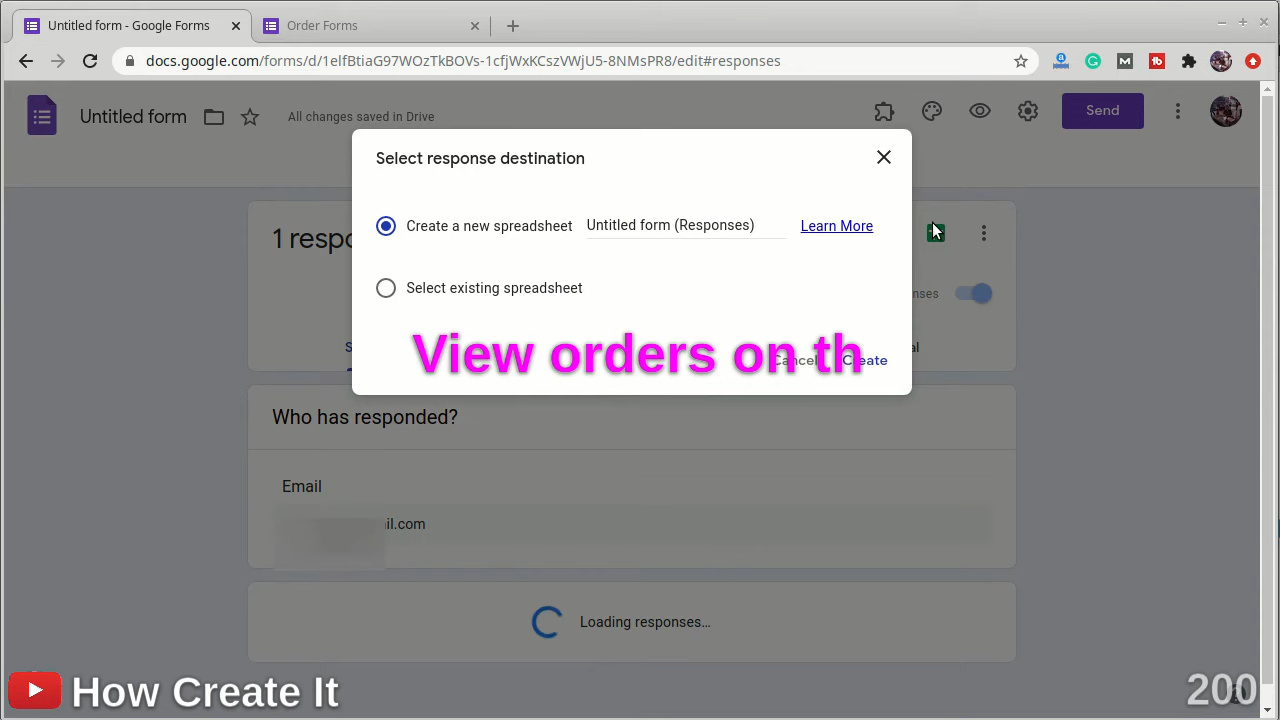 Untitled form - Google Forms
Order Forms
docs.google.com/forms/d/1elfBtiaG97WOzTkBOVs-1cfjWxKCszVWjU5-8NMsPR8/edit#responses
Untitled form
All changes saved in Drive
Send
Select response destination
Create a new spreadsheet
Untitled form (Responses)
Learn More
1 respo
Select existing spreadsheet
nses
S
al
View orders on th
Cancel
Create
Who has responded?
Email
il.com
Loading responses...
How Create It
200